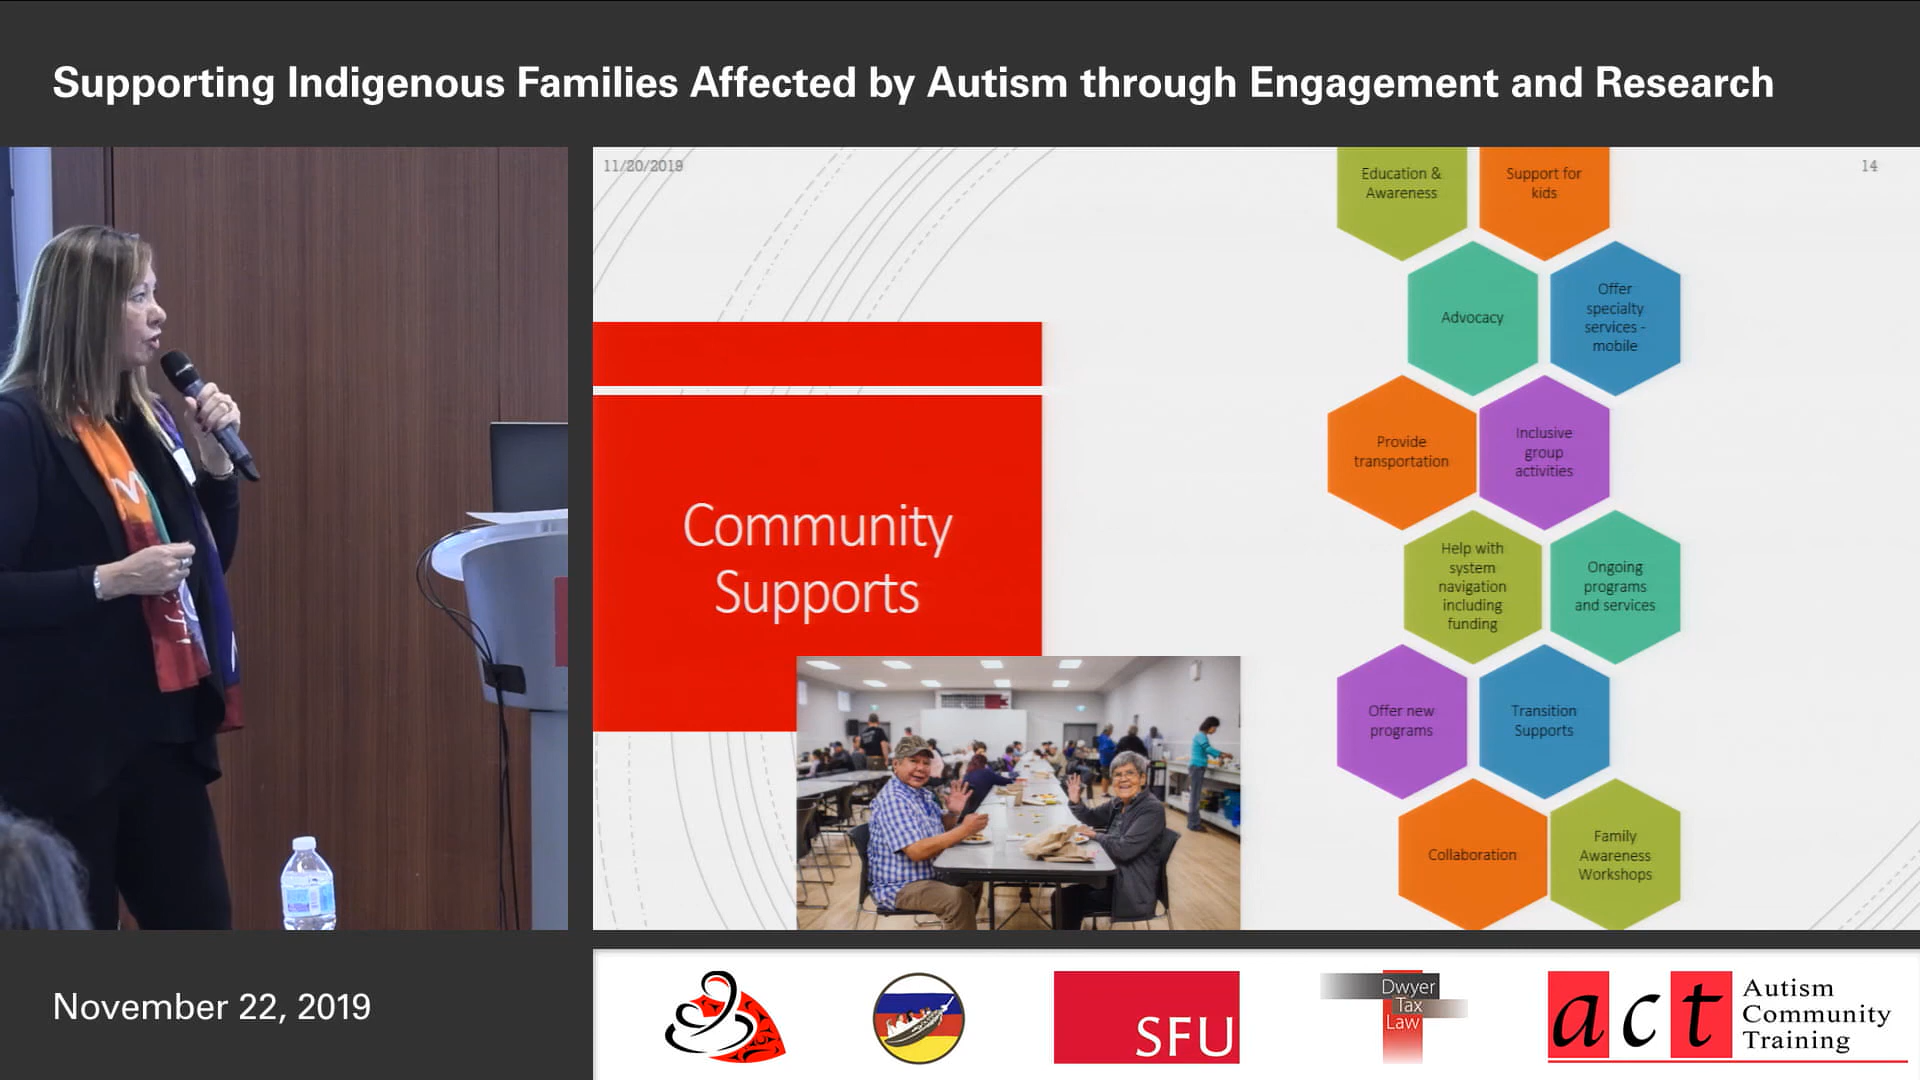 Supporting Indigenous Families Affected by Autism through Engagement and Research
11/20/2019
14
Education &
Awareness
Support for
kids
Advocacy
Offer
specialty
services -
mobile
Provide
transportation
Inclusive
group
activities
Community
Supports
Help with
system
navigation
including
funding
Ongoing
programs
and services
Offer new
programs
Transition
Supports
Collaboration
Family
Awareness
Workshops
November 22, 2019
SFU
Dwyer
Tax
Law
act
Autism
Community
Training